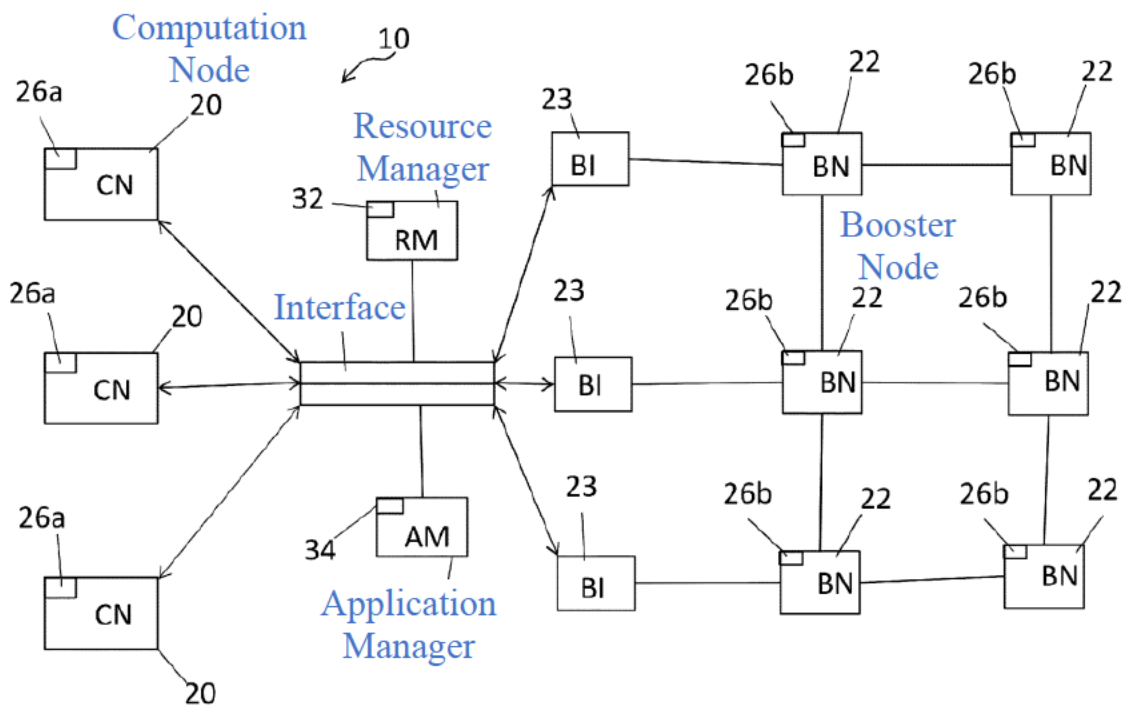 Computation
Node
10
26a
20
CN
Resource
Manager
32
RM
23
BI
26b
22
BN
26b
22
BN
Booster
Node
26a
20
CN
Interface
23
BI
26b
22
BN
26b
22
BN
26a
CN
20
34
AM
Application
Manager
23
BI
26b
22
BN
26b
22
BN